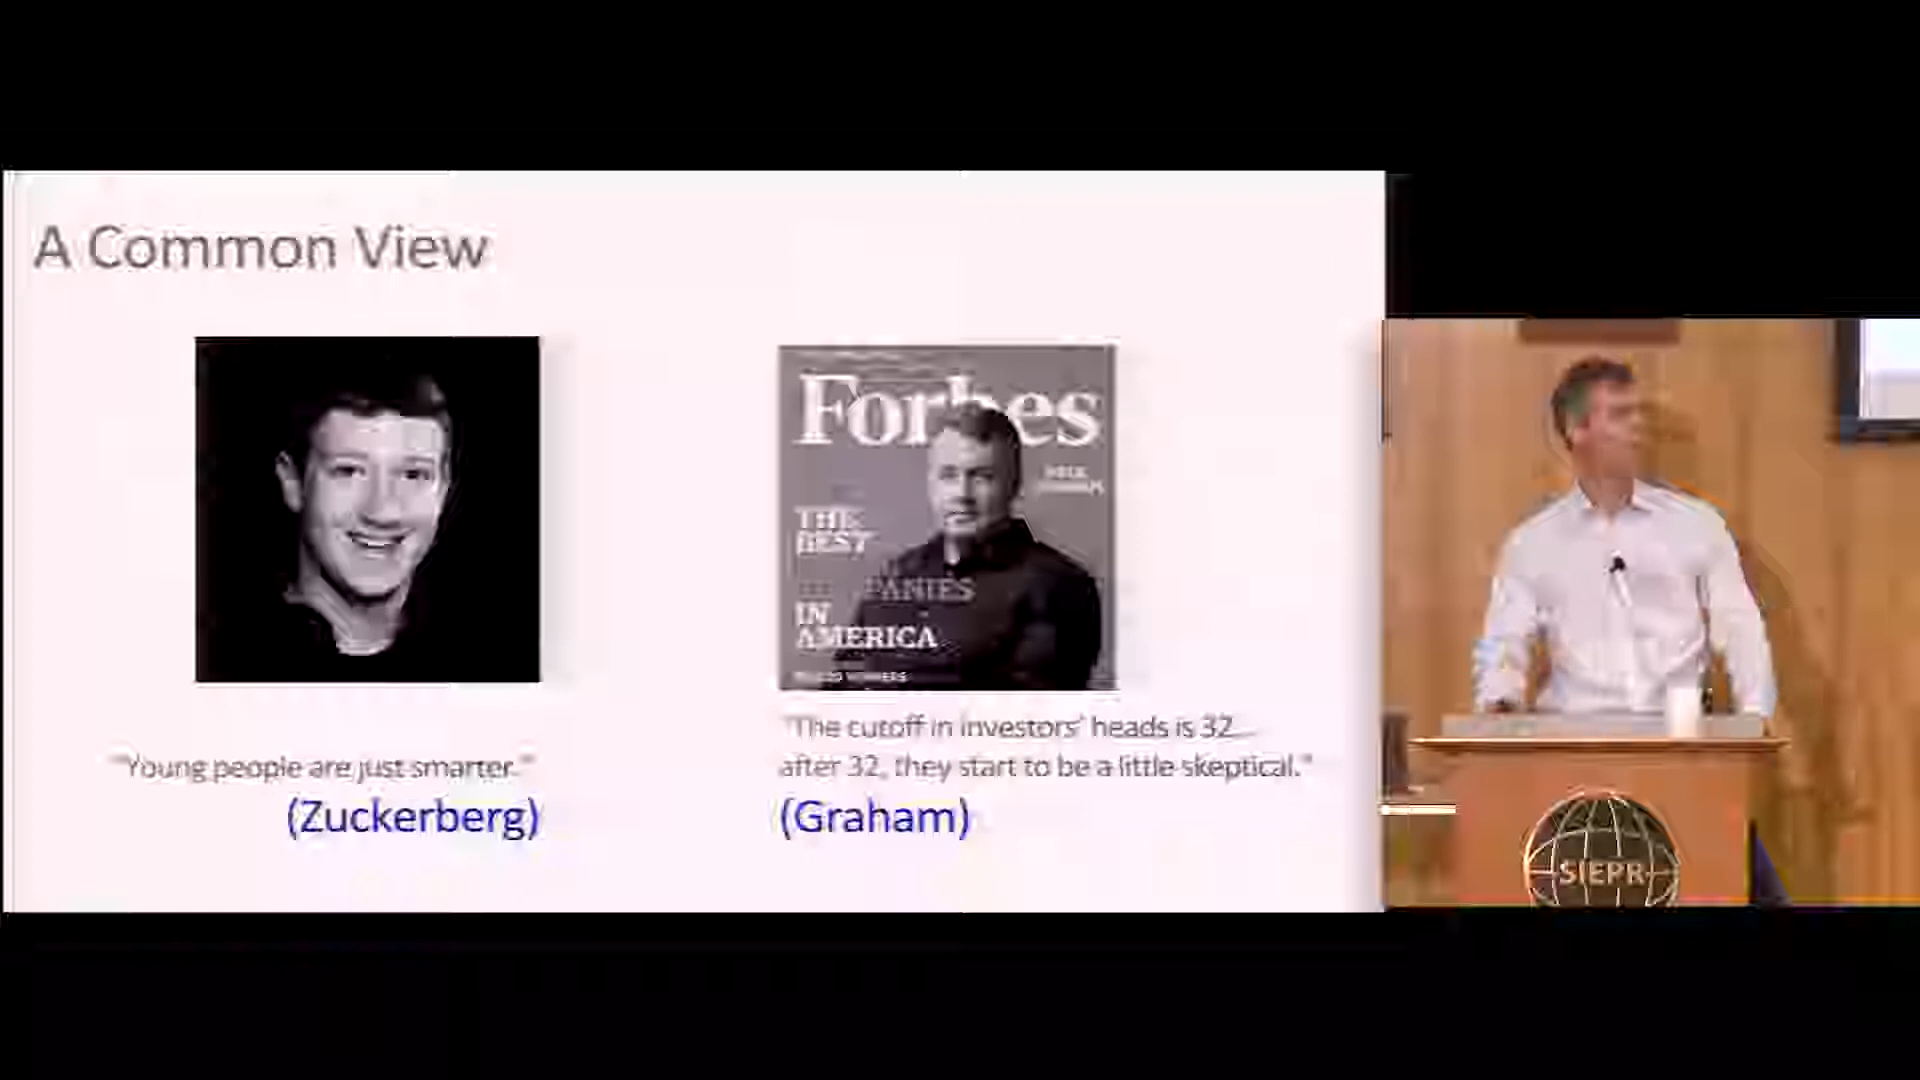 A Common View
Forbes
THE
BEST
PANIES
IN
AMERICA
"Young people are just smarter."
(Zuckerberg)
"The cutoff in investors' heads is 32...
after 32, they start to be a little skeptical."
(Graham)
SIEPR